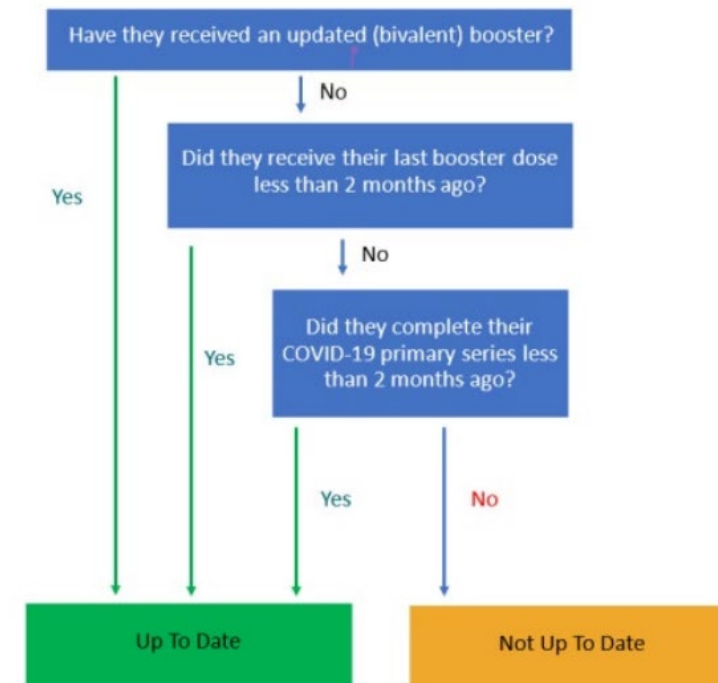 Have they received an updated (bivalent) booster?
No
Did they receive their last booster dose
less than 2 months ago?
Yes
No
Did they complete their
COVID-19 primary series less
than 2 months ago?
Yes
Yes
No
Up To Date
Not Up To Date